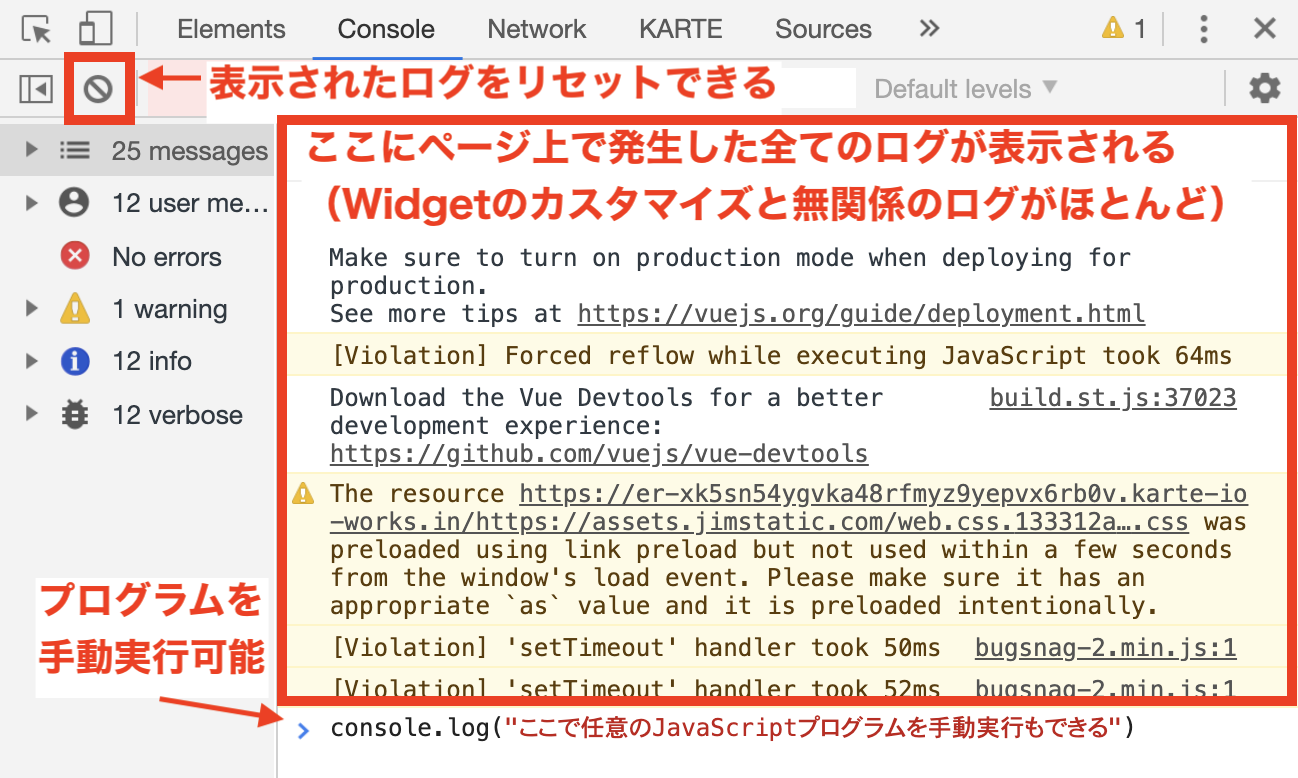 Elements Console Network KARTE Sources 1
表示されたログをリセットできる Default levels
25 messages
12 user me…
No errors
1 warning
12 info
12 verbose
ここにページ上で発生した全てのログが表示される
（Widgetのカスタマイズと無関係のログがほとんど）
Make sure to turn on production mode when deploying for
production.
See more tips at https://vuejs.org/guide/deployment.html
[Violation] Forced reflow while executing JavaScript took 64ms
Download the Vue Devtools for a better build.st.js:37023
development experience:
https://github.com/vuejs/vue-devtools
The resource https://er-xk5sn54ygvka48rfmyz9yepvx6rb0v.karte-io
-works.in/https://assets.jimstatic.com/web.css.133312a….css was
preloaded using link preload but not used within a few seconds
from the window's load event. Please make sure it has an
appropriate `as` value and it is preloaded intentionally.
[Violation] 'setTimeout' handler took 50ms bugsnag-2.min.js:1
[Violation] 'setTimeout' handler took 52ms bugsnag-2.min.js:1
プログラムを
手動実行可能
console.log("ここで任意のJavaScriptプログラムを手動実行もできる")